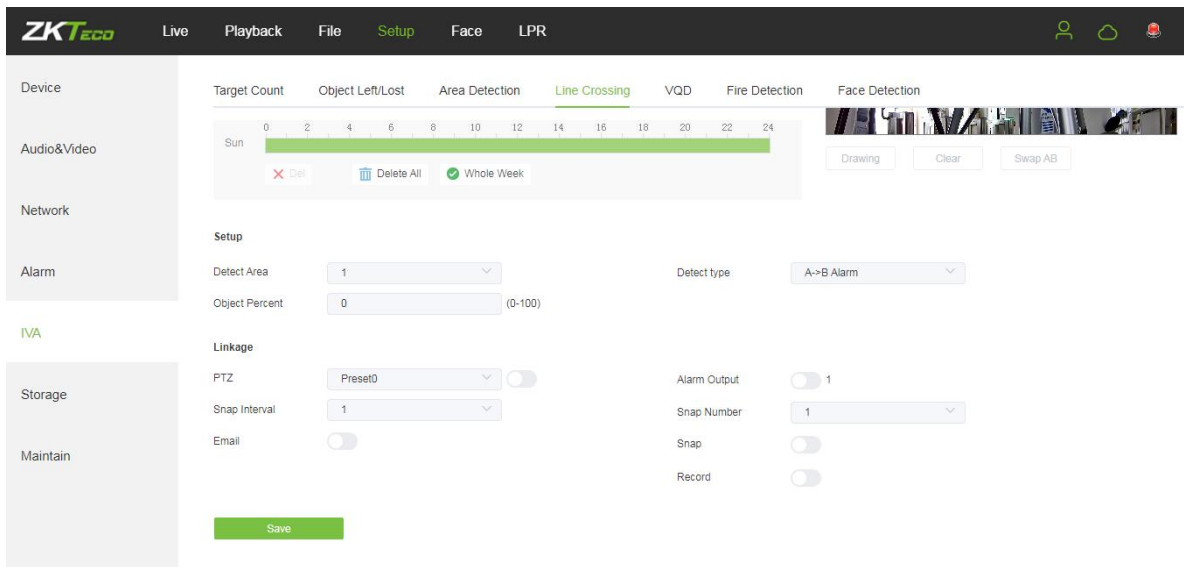 ZKTECO Live Playback File Setup Face LPR
Device
Audio&Video
Network
Alarm
IVA
Storage
Maintain
Target Count Object Left/Lost Area Detection Line Crossing VQD Fire Detection Face Detection
0 2 4 6 8 10 12 14 16 18 20 22 24
Sun
Del Delete All Whole Week
Drawing Clear Swap AB
Setup
Detect Area 1 Detect type A->B Alarm
Object Percent 0 (0-100)
Linkage
PTZ Preset0 Alarm Output 1
Snap Interval 1 Snap Number 1
Email Snap
Record
Save